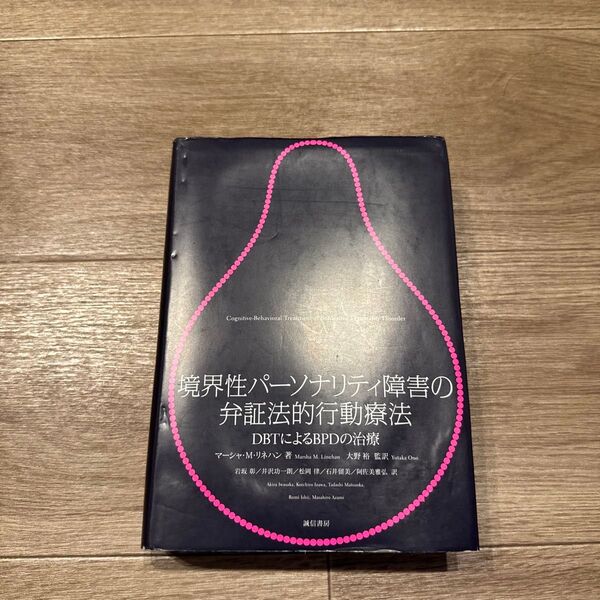 Cognitive-Behavioral Treatment of Borderline Personality Disorder
境界性パーソナリティ障害の
弁証法的行動療法
DBTによるBPDの治療
マーシャ・M・リネハン 著 Marsha M. Linehan 大野 裕 監訳 Yutaka Ono
岩坂 彰／井沢功一朗／松岡 律／石井留美／阿佐美雅弘 訳
Akira Iwasaka, Koichiro Izawa, Tadashi Matsuoka,
Rumi Ishii, Masahiro Azami
誠信書房